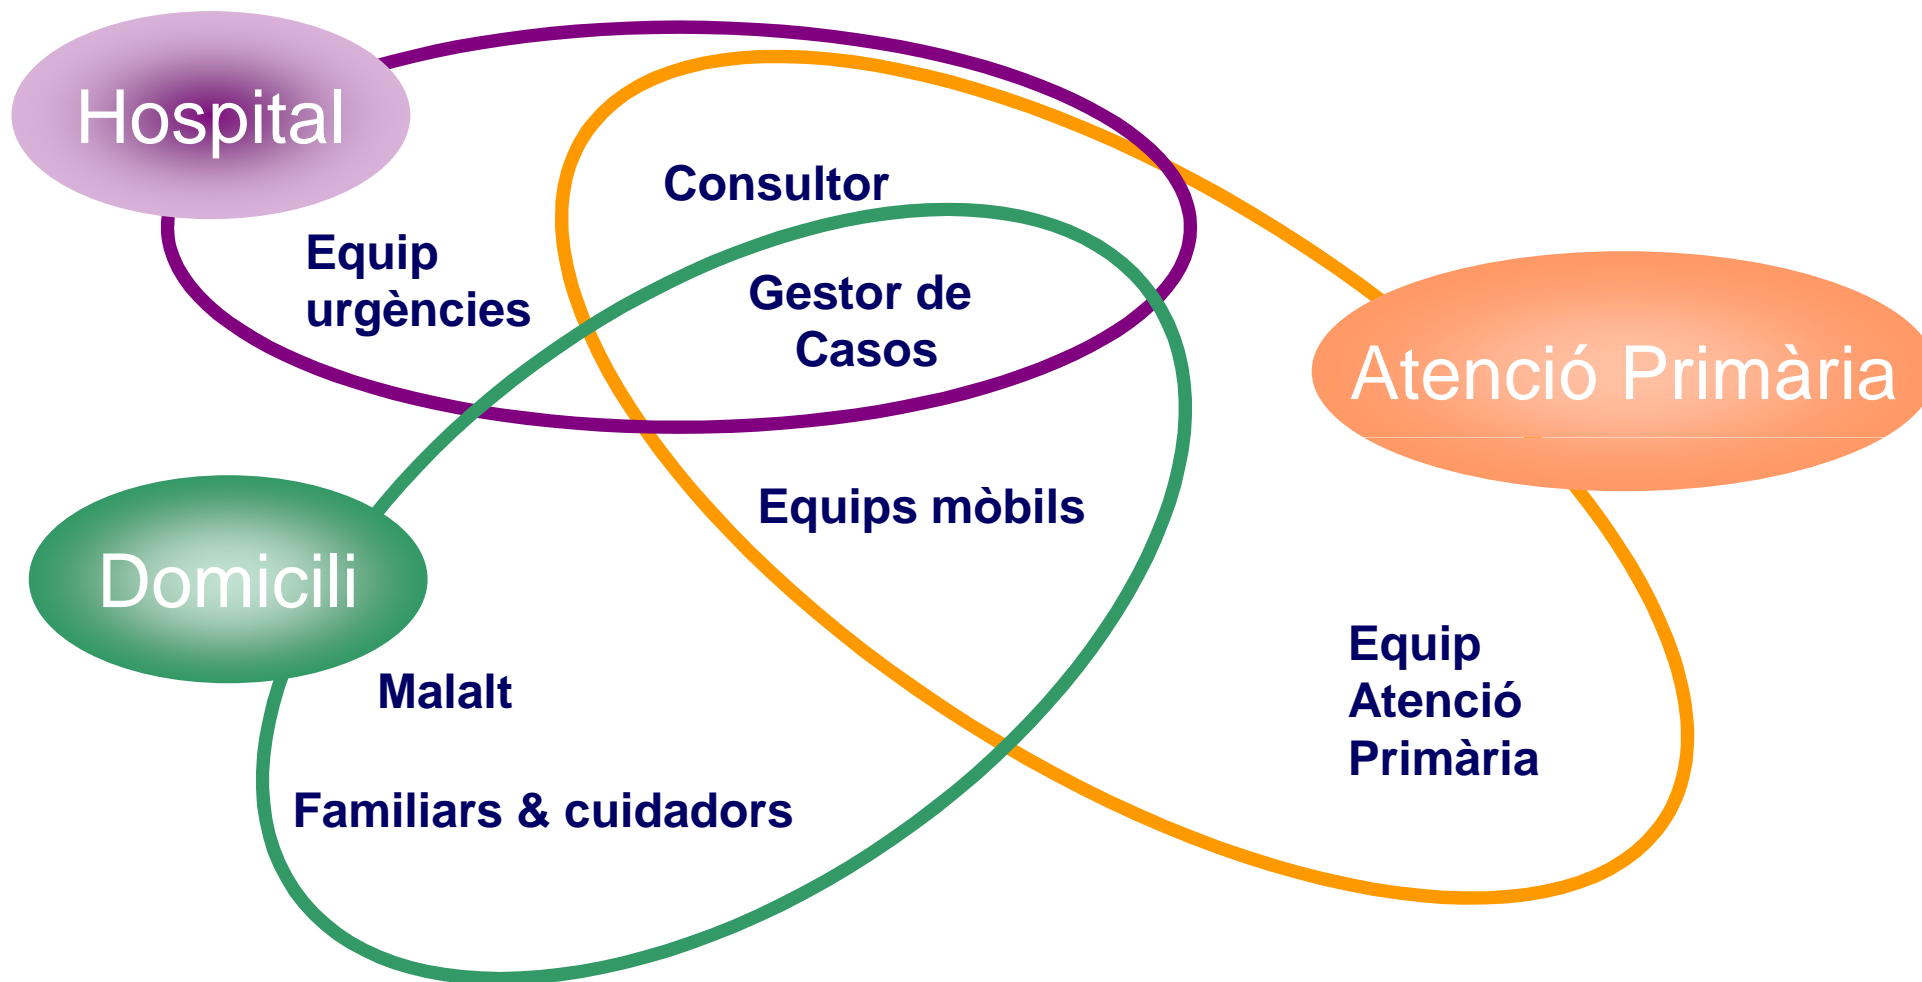 Hospital
Consultor
Equip
urgències
Gestor de
Casos
Atenció Primària
Equips mòbils
Domicili
Malalt
Familiars & cuidadors
Equip
Atenció
Primària